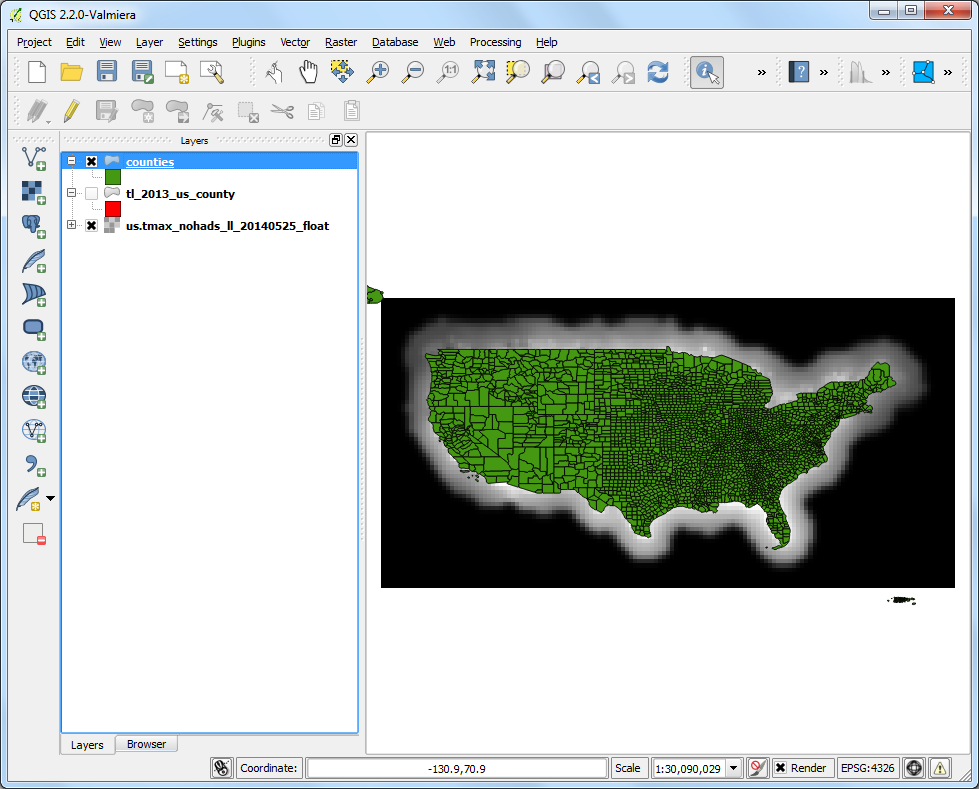 QGIS 2.2.0-Valmiera
Project Edit View Layer Settings Plugins Vector Raster Database Web Processing Help
Layers
counties
tl_2013_us_county
us.tmax_nohads_ll_20140525_float
Layers Browser
Coordinate: -130.9,70.9 Scale 1:30,090,029 Render EPSG:4326